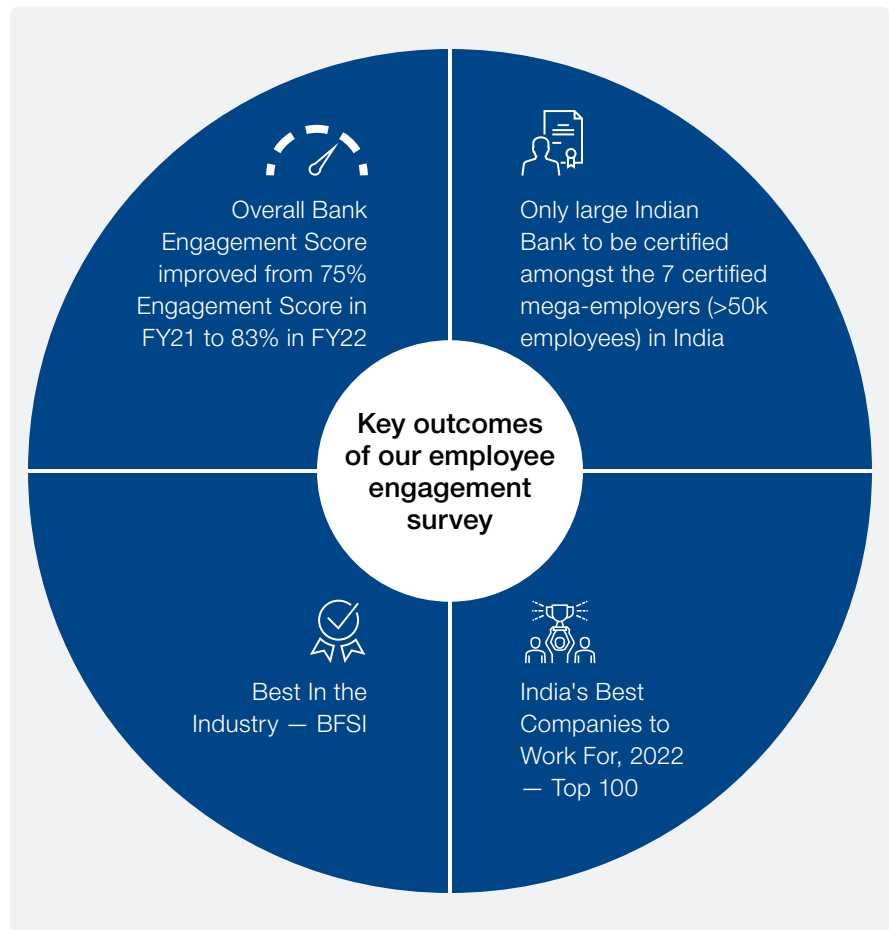 Overall Bank
Engagement Score
improved from 75%
Engagement Score in
FY21 to 83% in FY22
Only large Indian
Bank to be certified
amongst the 7 certified
mega-employers (>50k
employees) in India
Key outcomes
of our employee
engagement
survey
Best In the
Industry — BFSI
India's Best
Companies to
Work For, 2022
— Top 100